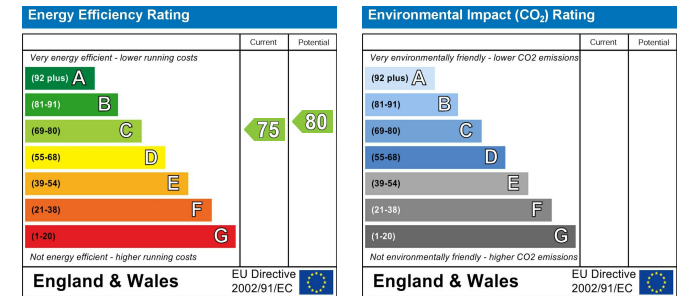 Energy Efficiency Rating
Current Potential
Very energy efficient - lower running costs
(92 plus) A
(81-91) B
(69-80) C
75
80
(55-68) D
(39-54) E
(21-38) F
(1-20) G
Not energy efficient - higher running costs
England & Wales
EU Directive
2002/91/EC
Environmental Impact (CO2) Rating
Current Potential
Very environmentally friendly - lower CO2 emissions
(92 plus) A
(81-91) B
(69-80) C
(55-68) D
(39-54) E
(21-38) F
(1-20) G
Not environmentally friendly - higher CO2 emissions
England & Wales
EU Directive
2002/91/EC